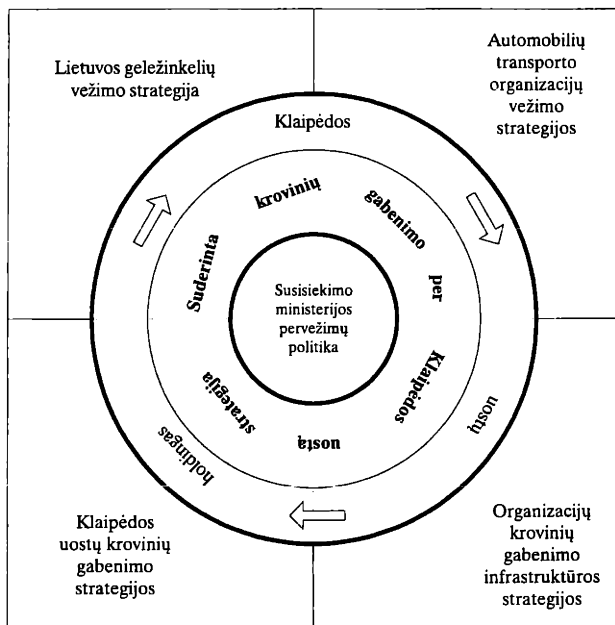 Lietuvos geležinkelių
vežimo strategija
Automobilių
transporto
organizacijų
vežimo
strategijos
Klaipėdos
uostų
holdingas
Suderinta
krovinių
gabenimo
per
Klaipėdos
uostą
strategija
Susisiekimo
ministerijos
pervežimų
politika
Klaipėdos
uostų krovinių
gabenimo
strategijos
Organizacijų
krovinių
gabenimo
infrastruktūros
strategijos